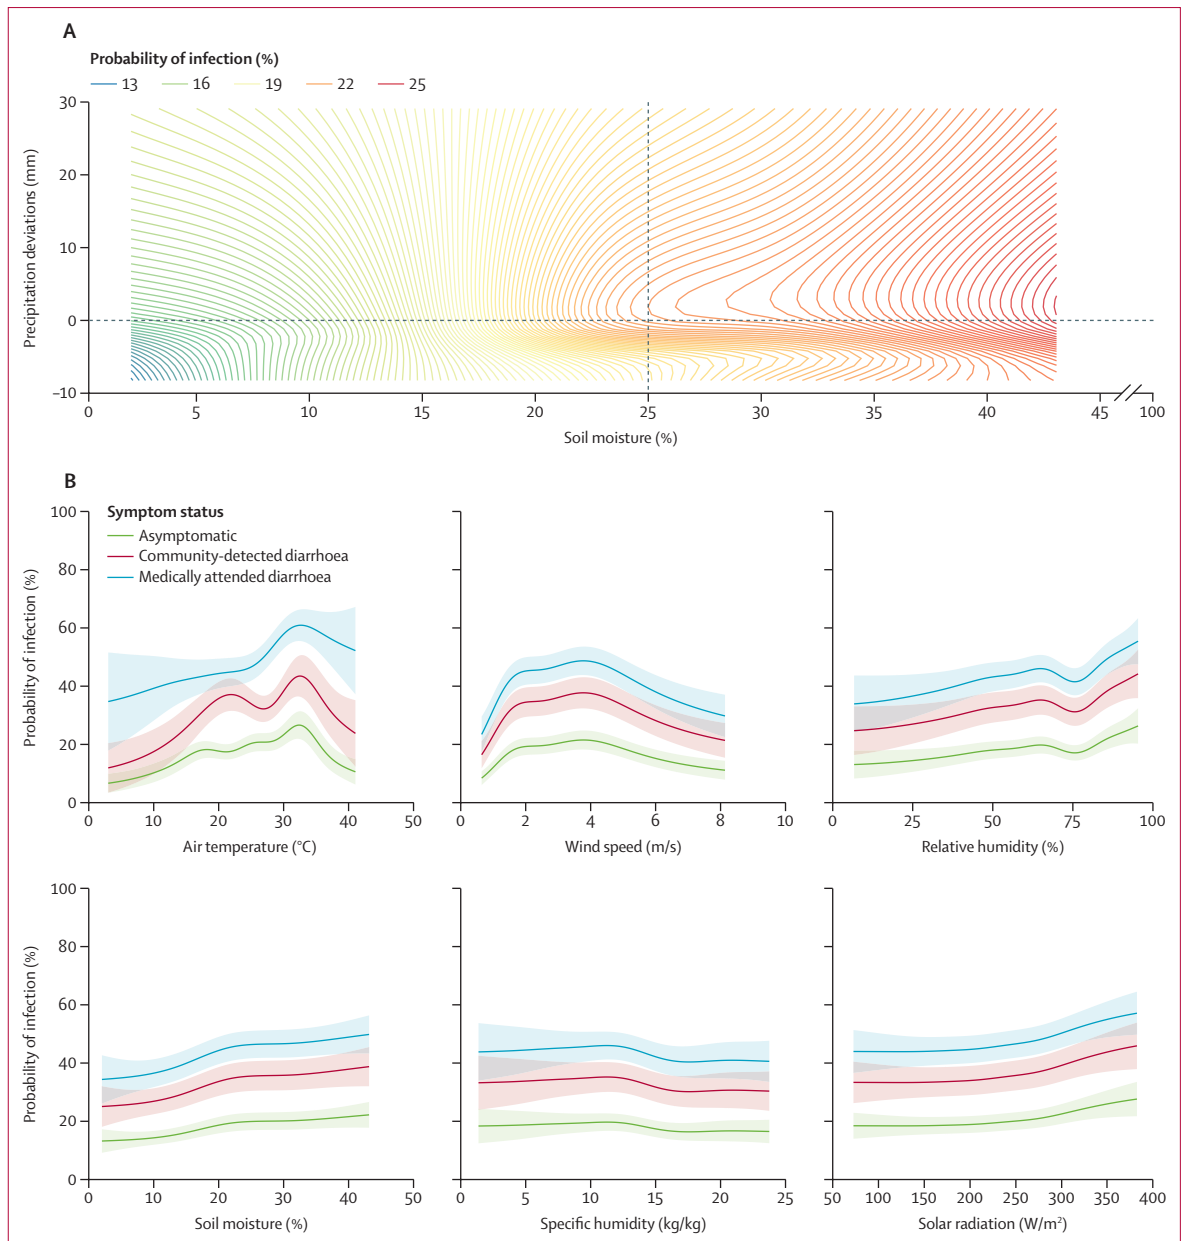 A
Probability of infection (%)
13 16 19 22 25
Precipitation deviations (mm)
30
20
10
0
–10
0 5 10 15 20 25 30 35 40 45 100
Soil moisture (%)
B
Symptom status
Asymptomatic
Community-detected diarrhoea
Medically attended diarrhoea
Probability of infection (%)
100
80
60
40
20
0
0 10 20 30 40 50
Air temperature (°C)
0 2 4 6 8 10
Wind speed (m/s)
0 25 50 75 100
Relative humidity (%)
Probability of infection (%)
100
80
60
40
20
0
0 10 20 30 40 50
Soil moisture (%)
0 5 10 15 20 25
Specific humidity (kg/kg)
50 100 150 200 250 300 350 400
Solar radiation (W/m²)